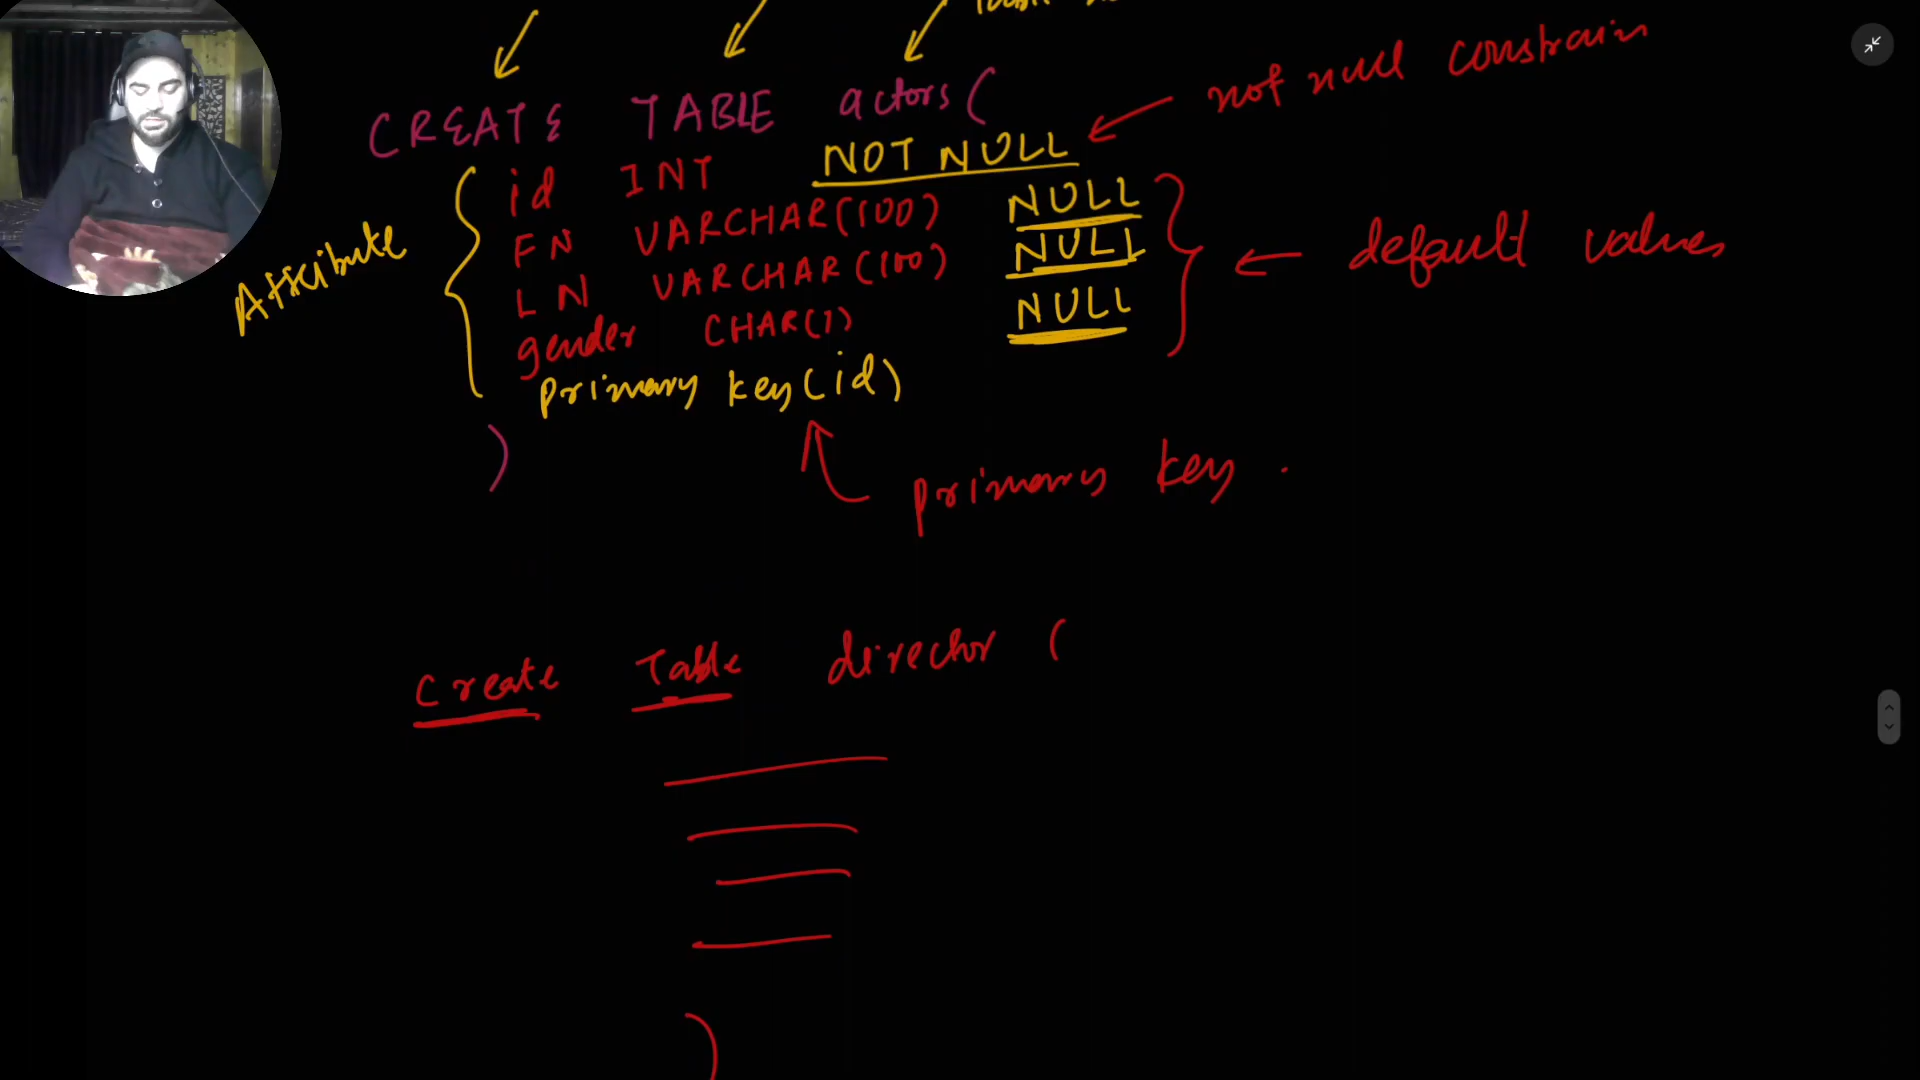 CREATE TABLE actors(
not null constrain
id INT NOT NULL
FN VARCHAR(100) NULL
LN VARCHAR(100) NULL
gender CHAR(1) NULL
primary key(id)
)
Attribute
default values
primary key .
Create Table director (
)